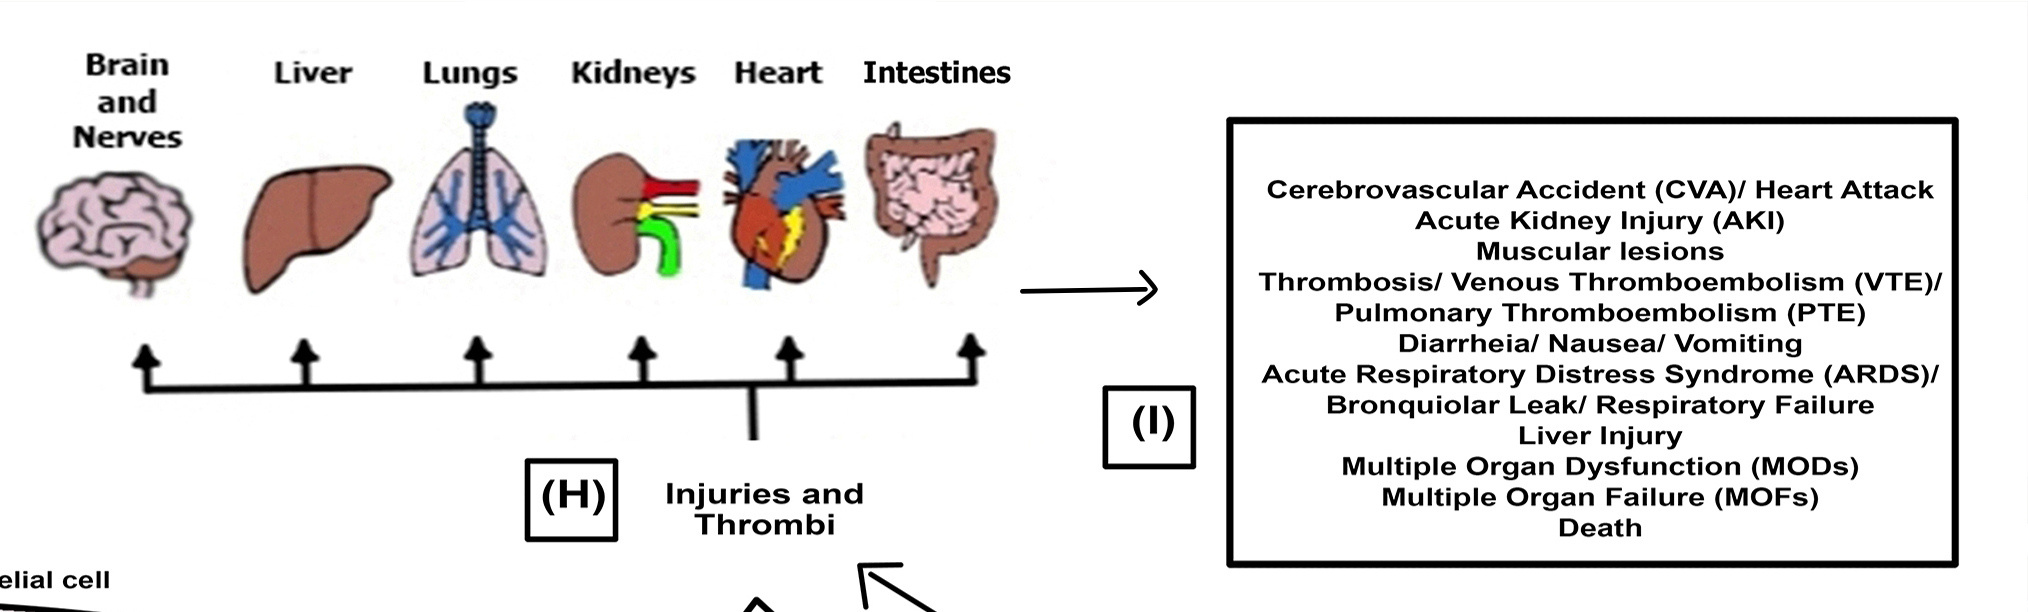 Brain
and
Nerves
Liver
Lungs
Kidneys
Heart
Intestines
Cerebrovascular Accident (CVA)/ Heart Attack
Acute Kidney Injury (AKI)
Muscular lesions
Thrombosis/ Venous Thromboembolism (VTE)/
Pulmonary Thromboembolism (PTE)
Diarrheia/ Nausea/ Vomiting
Acute Respiratory Distress Syndrome (ARDS)/
Bronquiolar Leak/ Respiratory Failure
Liver Injury
Multiple Organ Dysfunction (MODs)
Multiple Organ Failure (MOFs)
Death
(I)
(H)
Injuries and
Thrombi
elial cell